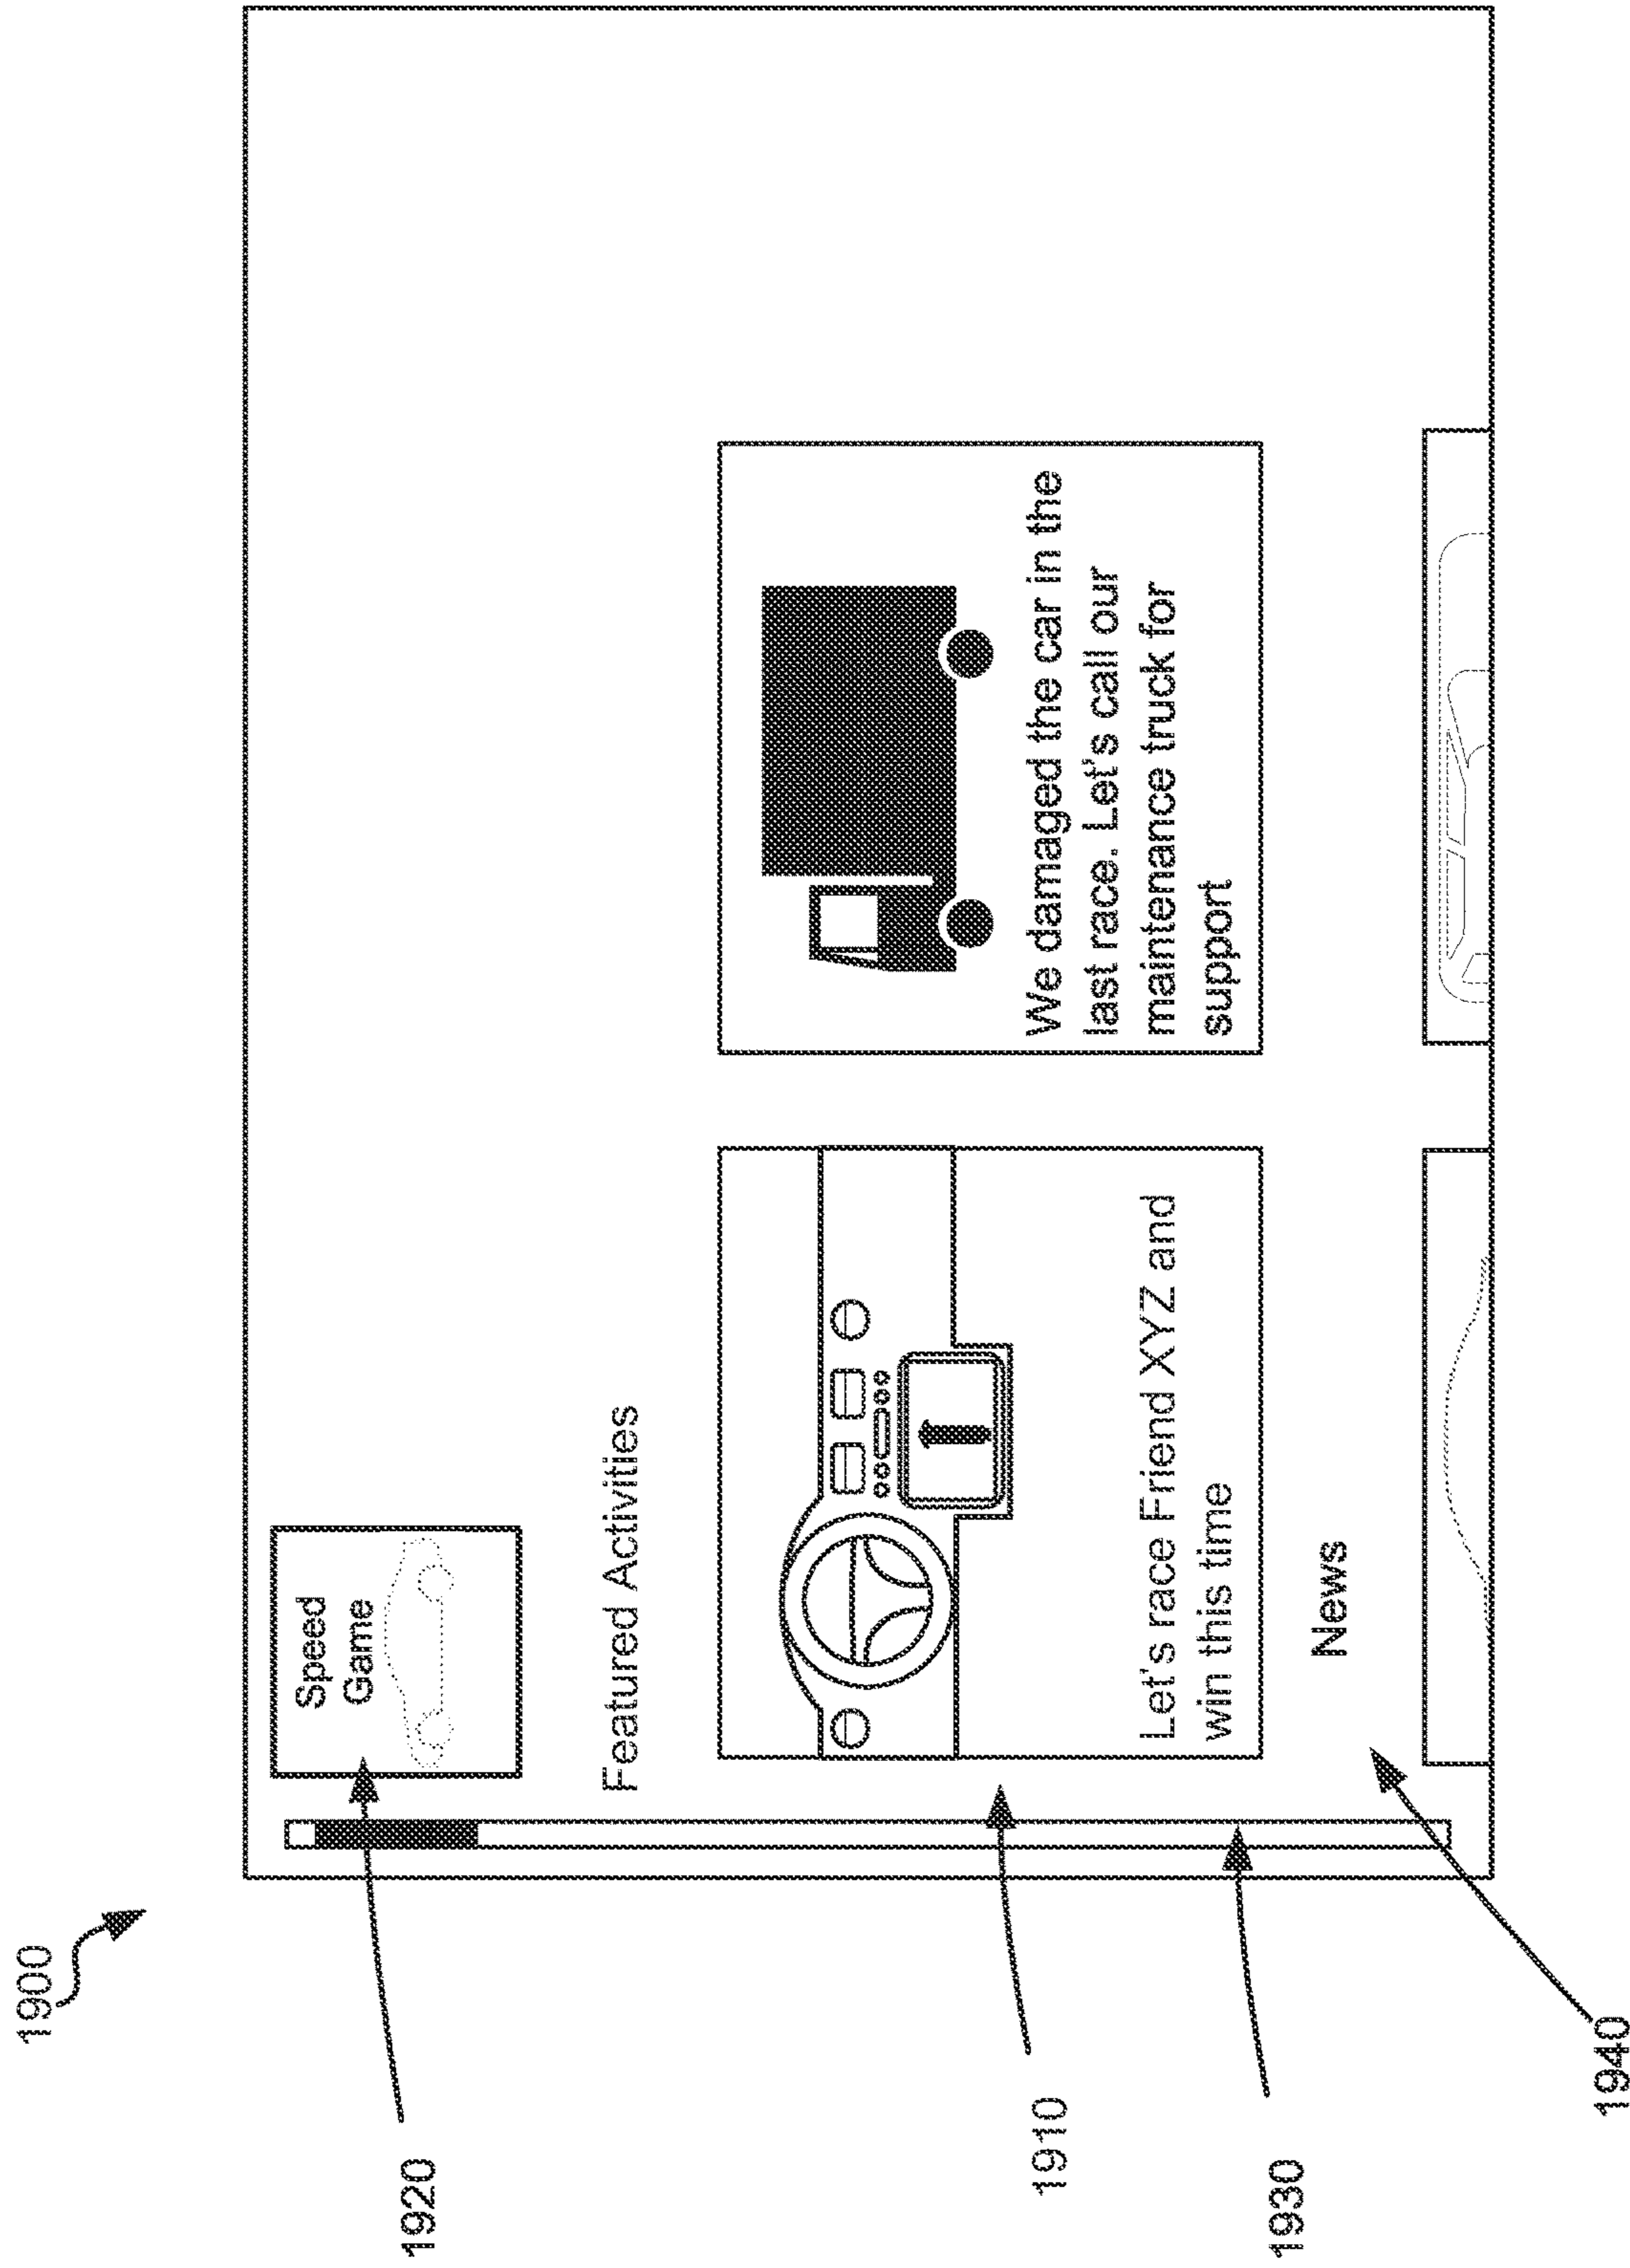 1900
1920
Speed
Game
Featured Activities
1910
1
Let's race Friend XYZ and
win this time
We damaged the car in the
last race. Let's call our
maintenance truck for
support
1930
News
1940